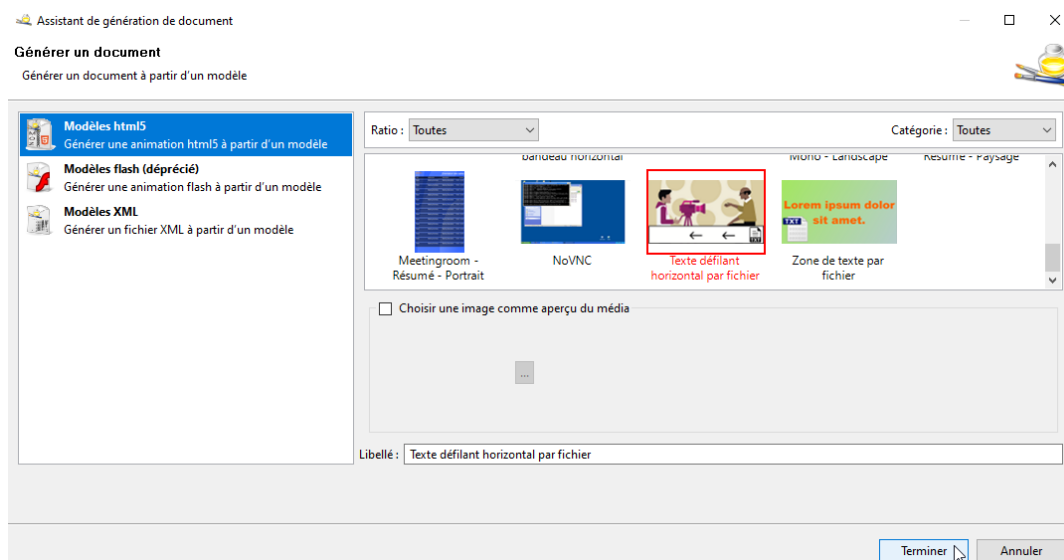 Assistant de génération de document
Générer un document
Générer un document à partir d'un modèle
Modèles html5
Générer une animation html5 à partir d'un modèle
Modèles flash (déprécié)
Générer une animation flash à partir d'un modèle
Modèles XML
Générer un fichier XML à partir d'un modèle
Ratio : Toutes
Catégorie : Toutes
bandeau horizontal
Mono - Landscape
Résumé - Paysage
Lorem ipsum dolor
sit amet.
TXT
TXT
Meetingroom -
Résumé - Portrait
NoVNC
Texte défilant
horizontal par fichier
Zone de texte par
fichier
Choisir une image comme aperçu du média
...
Libellé : Texte défilant horizontal par fichier
Terminer
Annuler